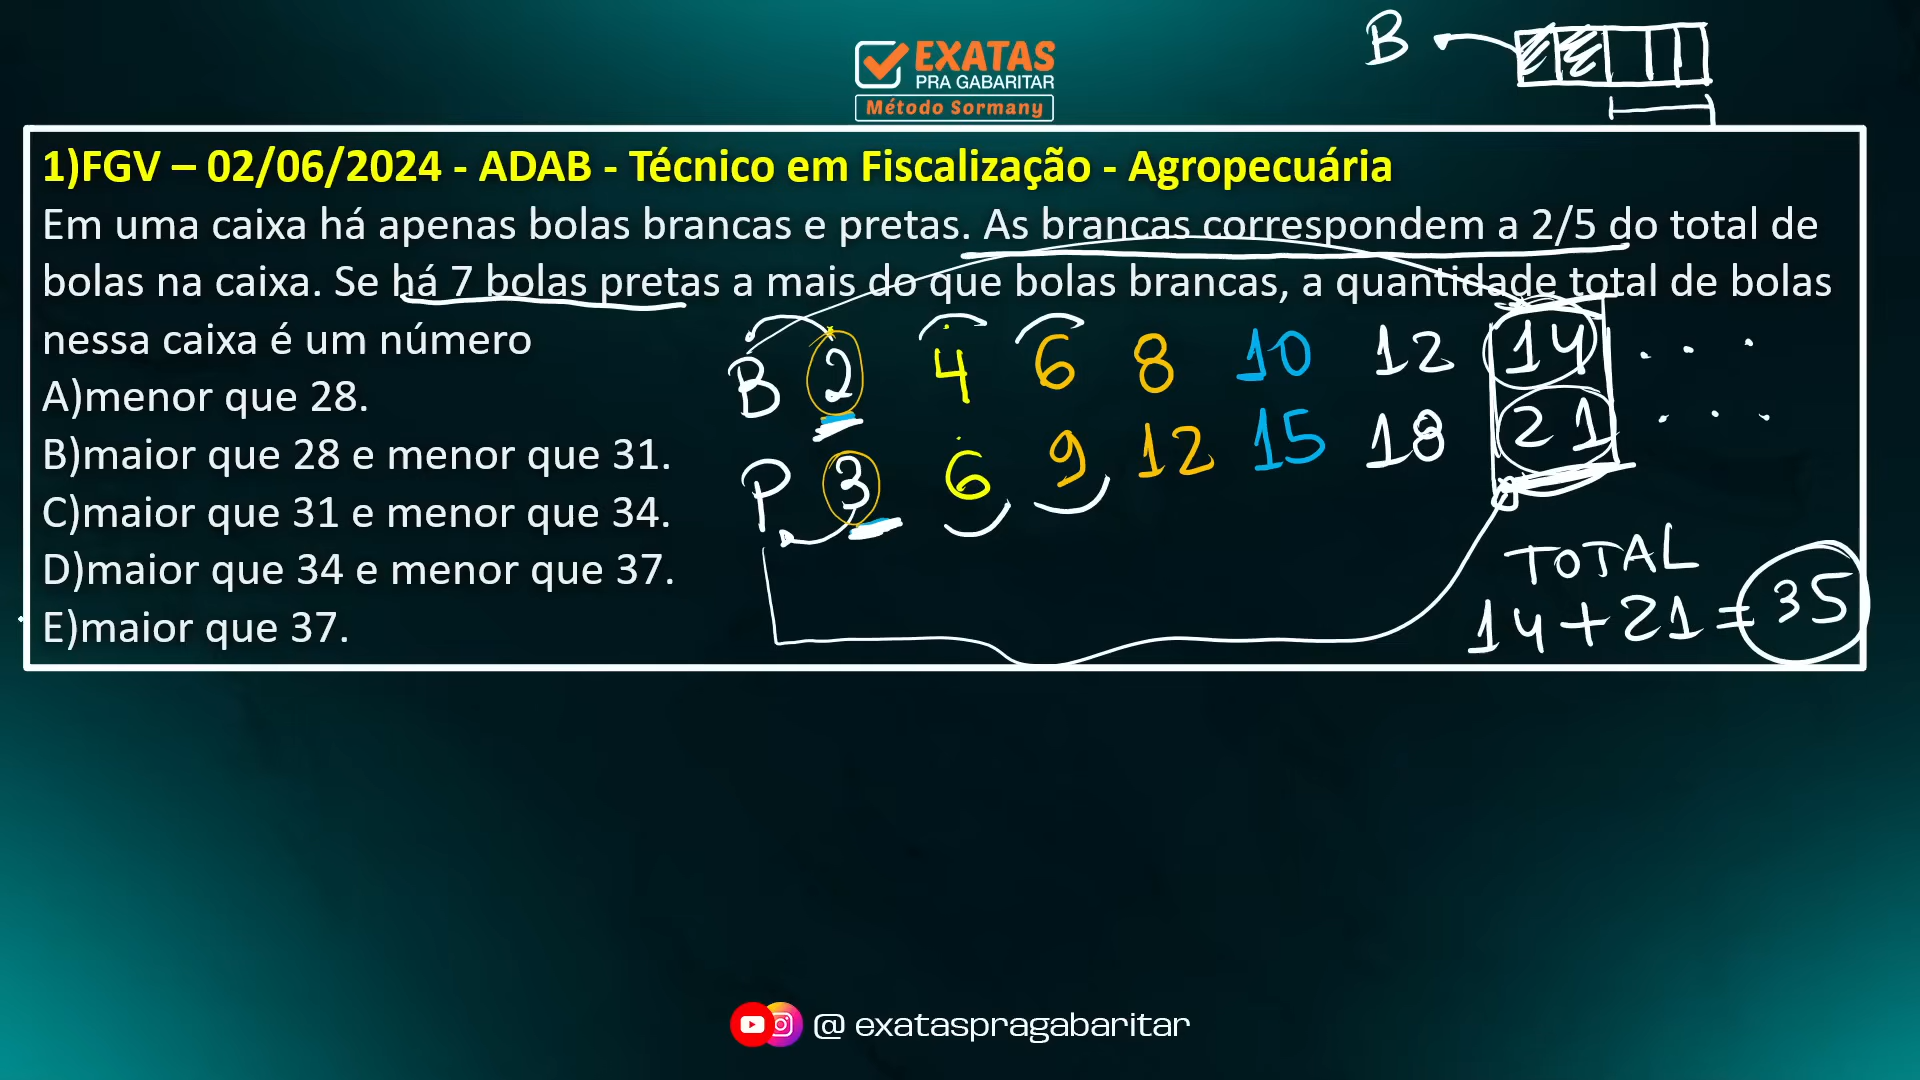 EXATAS
PRA GABARITAR
Método Sormany
B
1)FGV – 02/06/2024 - ADAB - Técnico em Fiscalização - Agropecuária
Em uma caixa há apenas bolas brancas e pretas. As brancas correspondem a 2/5 do total de
bolas na caixa. Se há 7 bolas pretas a mais do que bolas brancas, a quantidade total de bolas
nessa caixa é um número
A)menor que 28.
B)maior que 28 e menor que 31.
C)maior que 31 e menor que 34.
D)maior que 34 e menor que 37.
E)maior que 37.
B 2 4 6 8 10 12 14 . . .
P 3 6 9 12 15 18 21 . . .
TOTAL
14+21=35
@ exataspragabaritar